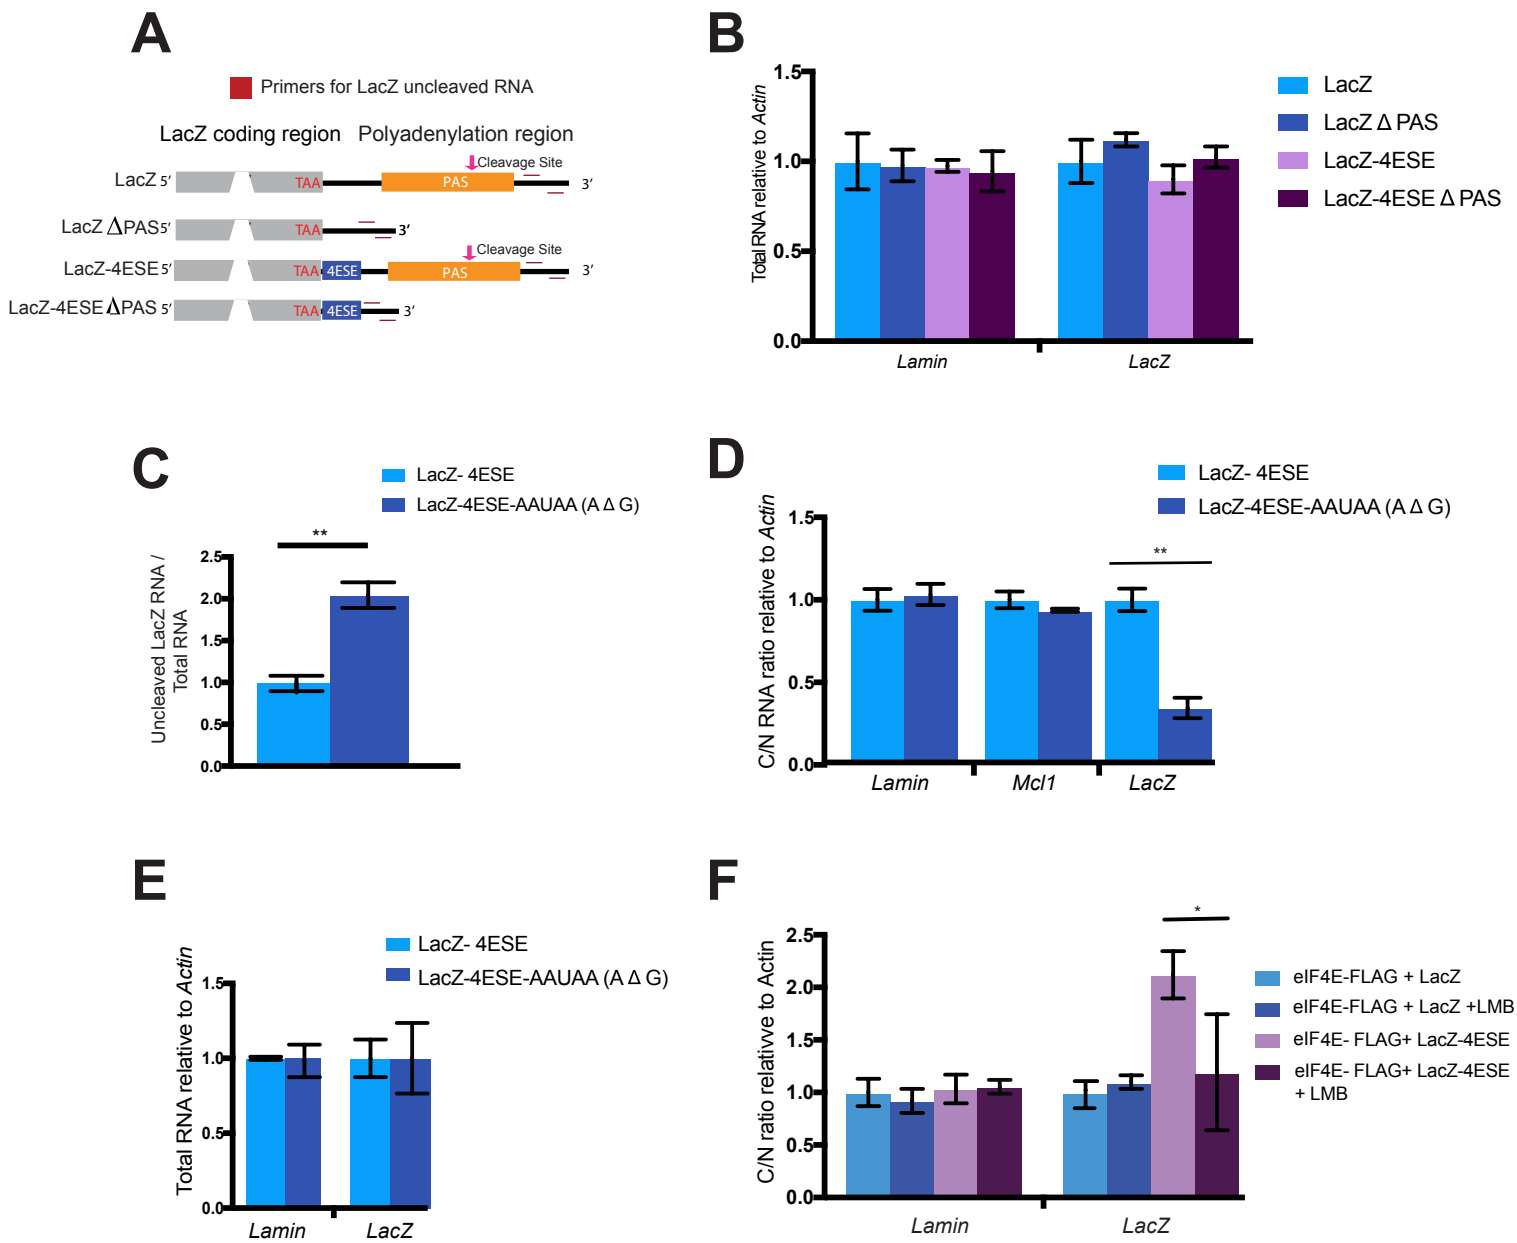 A
Primers for LacZ uncleaved RNA
LacZ coding region Polyadenylation region
Cleavage Site
LacZ 5' TAA PAS 3'
LacZ ΔPAS 5' TAA 3'
Cleavage Site
LacZ-4ESE 5' TAA 4ESE PAS 3'
LacZ-4ESE ΔPAS 5' TAA 4ESE 3'
B
Total RNA relative to Actin
1.5
1.0
0.5
0.0
Lamin LacZ
LacZ
LacZ Δ PAS
LacZ-4ESE
LacZ-4ESE Δ PAS
C
LacZ- 4ESE
LacZ-4ESE-AAUAA (A Δ G)
**
Uncleaved LacZ RNA /
Total RNA
2.5
2.0
1.5
1.0
0.5
0.0
D
LacZ- 4ESE
LacZ-4ESE-AAUAA (A Δ G)
**
C/N RNA ratio relative to Actin
1.5
1.0
0.5
0.0
Lamin Mcl1 LacZ
E
LacZ- 4ESE
LacZ-4ESE-AAUAA (A Δ G)
Total RNA relative to Actin
1.5
1.0
0.5
0.0
Lamin LacZ
F
*
C/N ratio relativve to Actin
2.5
2.0
1.5
1.0
0.5
0.0
Lamin LacZ
eIF4E-FLAG + LacZ
eIF4E-FLAG + LacZ +LMB
eIF4E- FLAG+ LacZ-4ESE
eIF4E- FLAG+ LacZ-4ESE
+ LMB